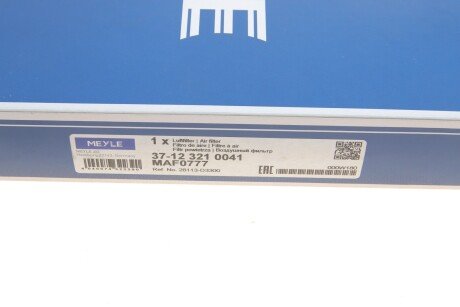 MEYLE
1 x Luftfilter | Air filter
Filtro de aire | Filtre à air
Filtr powietrza | Воздушный фильтр
37-12 321 0041
MAF0777
Ref. No. 28113-D3300
EAC